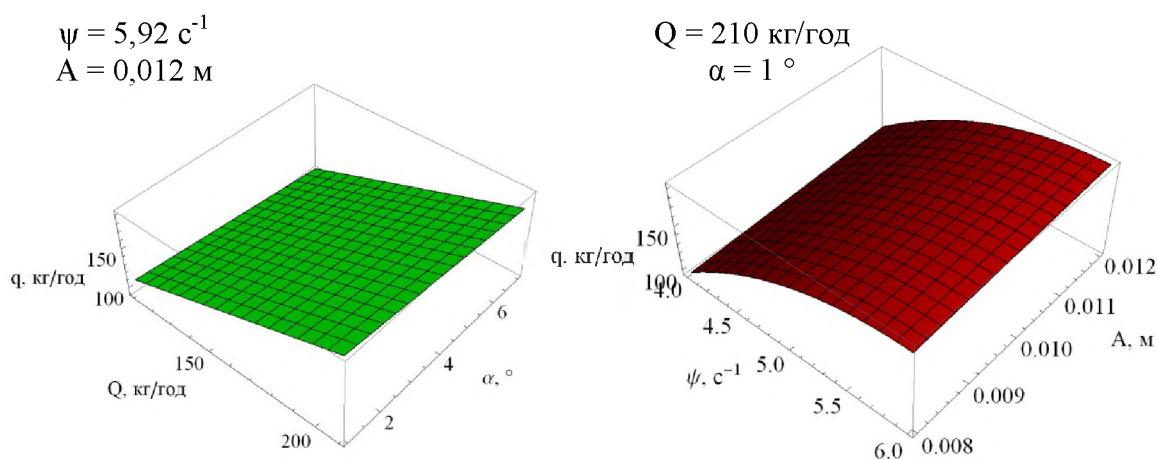 ψ = 5,92 с⁻¹
A = 0,012 м
q. кг/год
150
100
150
200
Q, кг/год
2
4
6
α, °
Q = 210 кг/год
α = 1 °
q. кг/год
150
100
4.0
4.5
5.0
5.5
6.0
ψ, с⁻¹
0.008
0.009
0.010
0.011
0.012
A, м